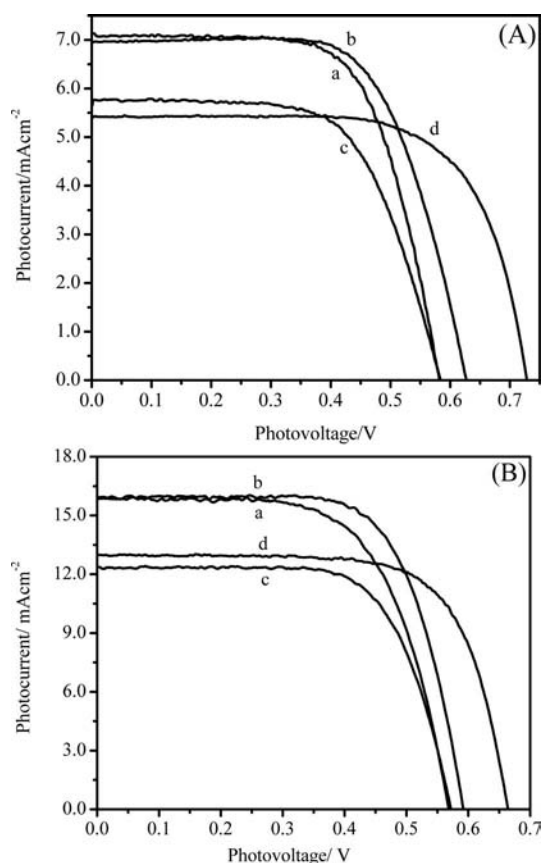 (A)
7.0
6.0
5.0
4.0
3.0
2.0
1.0
0.0
Photocurrent/mAcm-2
b
a
d
c
0.0 0.1 0.2 0.3 0.4 0.5 0.6 0.7
Photovoltage/V
(B)
18.0
15.0
12.0
9.0
6.0
3.0
0.0
Photocurrent/ mAcm-2
b
a
d
c
0.0 0.1 0.2 0.3 0.4 0.5 0.6 0.7
Photovoltage/ V